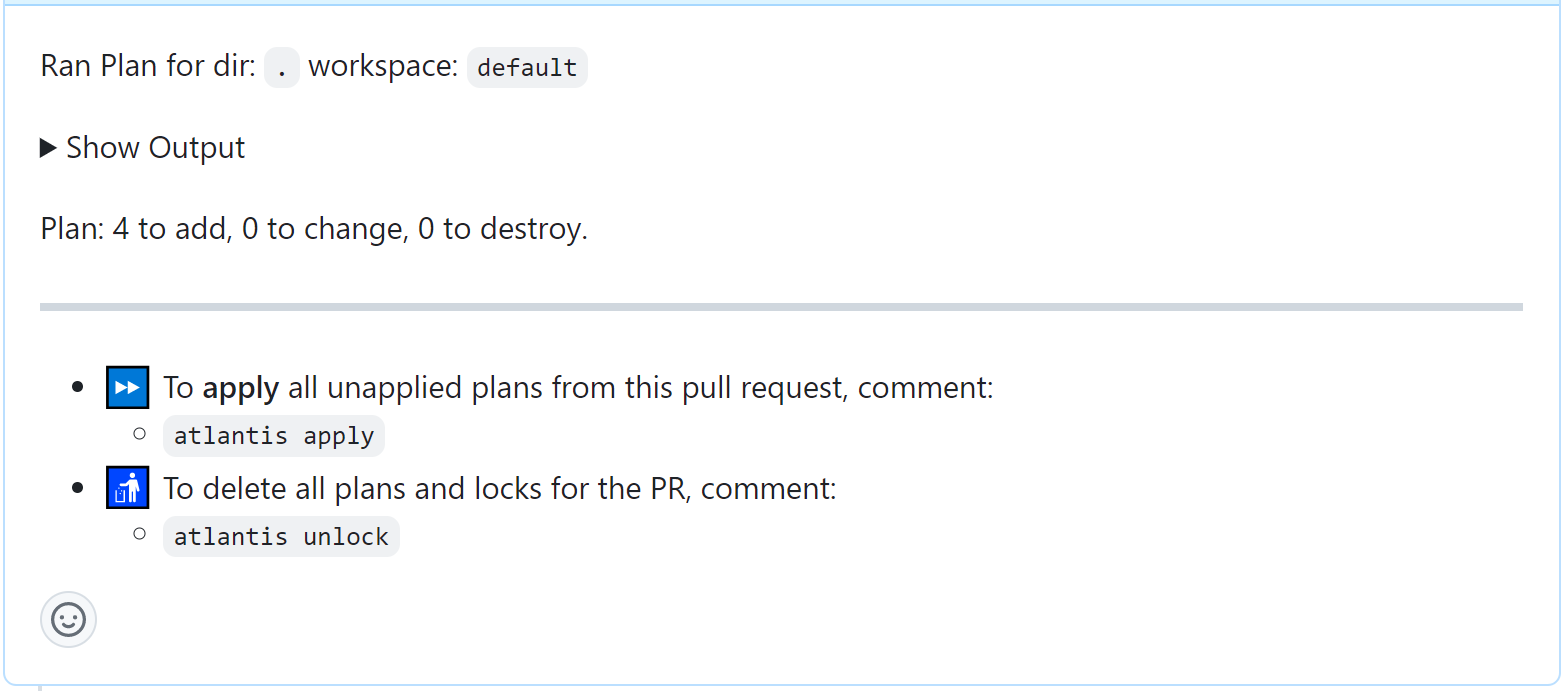 Ran Plan for dir: . workspace: default
Show Output
Plan: 4 to add, 0 to change, 0 to destroy.
To apply all unapplied plans from this pull request, comment:
atlantis apply
To delete all plans and locks for the PR, comment:
atlantis unlock